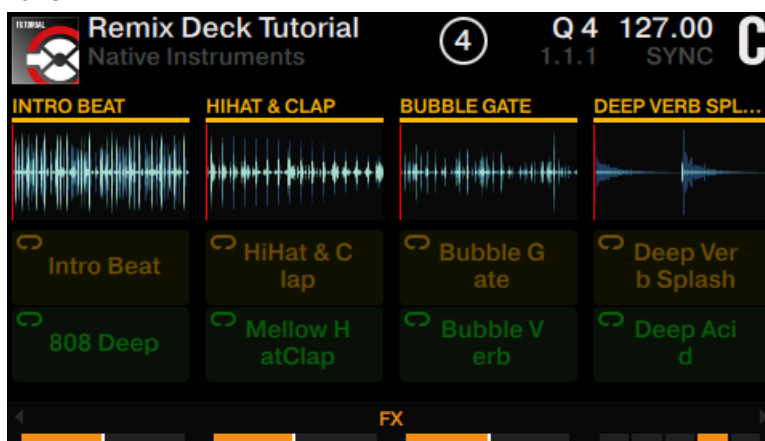 TUTORIAL
Remix Deck Tutorial
Native Instruments
4
Q 4
1.1.1
127.00
SYNC
C
INTRO BEAT
HIHAT & CLAP
BUBBLE GATE
DEEP VERB SPL...
Intro Beat
HiHat & C
lap
Bubble G
ate
Deep Ver
b Splash
808 Deep
Mellow H
atClap
Bubble V
erb
Deep Aci
d
FX